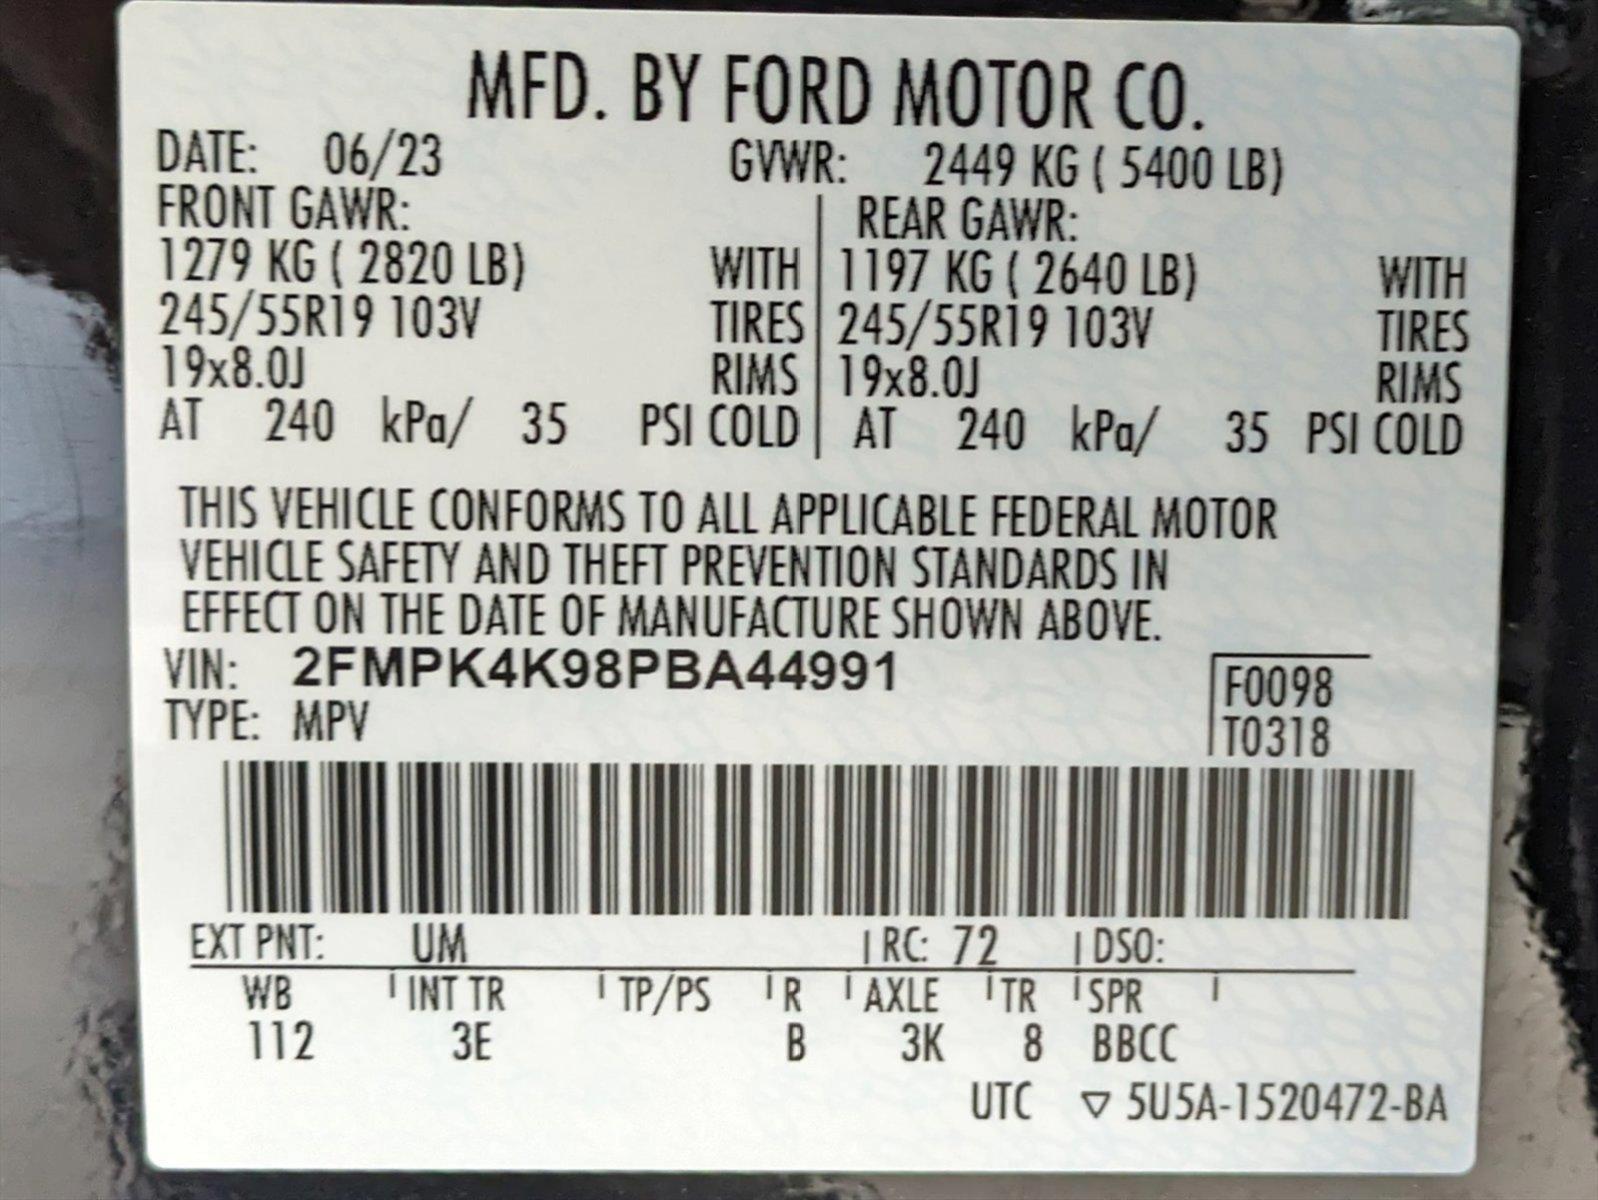 MFD. BY FORD MOTOR CO.
DATE: 06/23 GVWR: 2449 KG ( 5400 LB)
FRONT GAWR: REAR GAWR:
1279 KG ( 2820 LB) WITH 1197 KG ( 2640 LB) WITH
245/55R19 103V TIRES 245/55R19 103V TIRES
19x8.0J RIMS 19x8.0J RIMS
AT 240 kPa/ 35 PSI COLD AT 240 kPa/ 35 PSI COLD
THIS VEHICLE CONFORMS TO ALL APPLICABLE FEDERAL MOTOR
VEHICLE SAFETY AND THEFT PREVENTION STANDARDS IN
EFFECT ON THE DATE OF MANUFACTURE SHOWN ABOVE.
VIN: 2FMPK4K98PBA44991 F0098
TYPE: MPV T0318
EXT PNT: UM RC: 72 DSO:
WB INT TR TP/PS R AXLE TR SPR
112 3E B 3K 8 BBCC
UTC ▽ 5U5A-1520472-BA